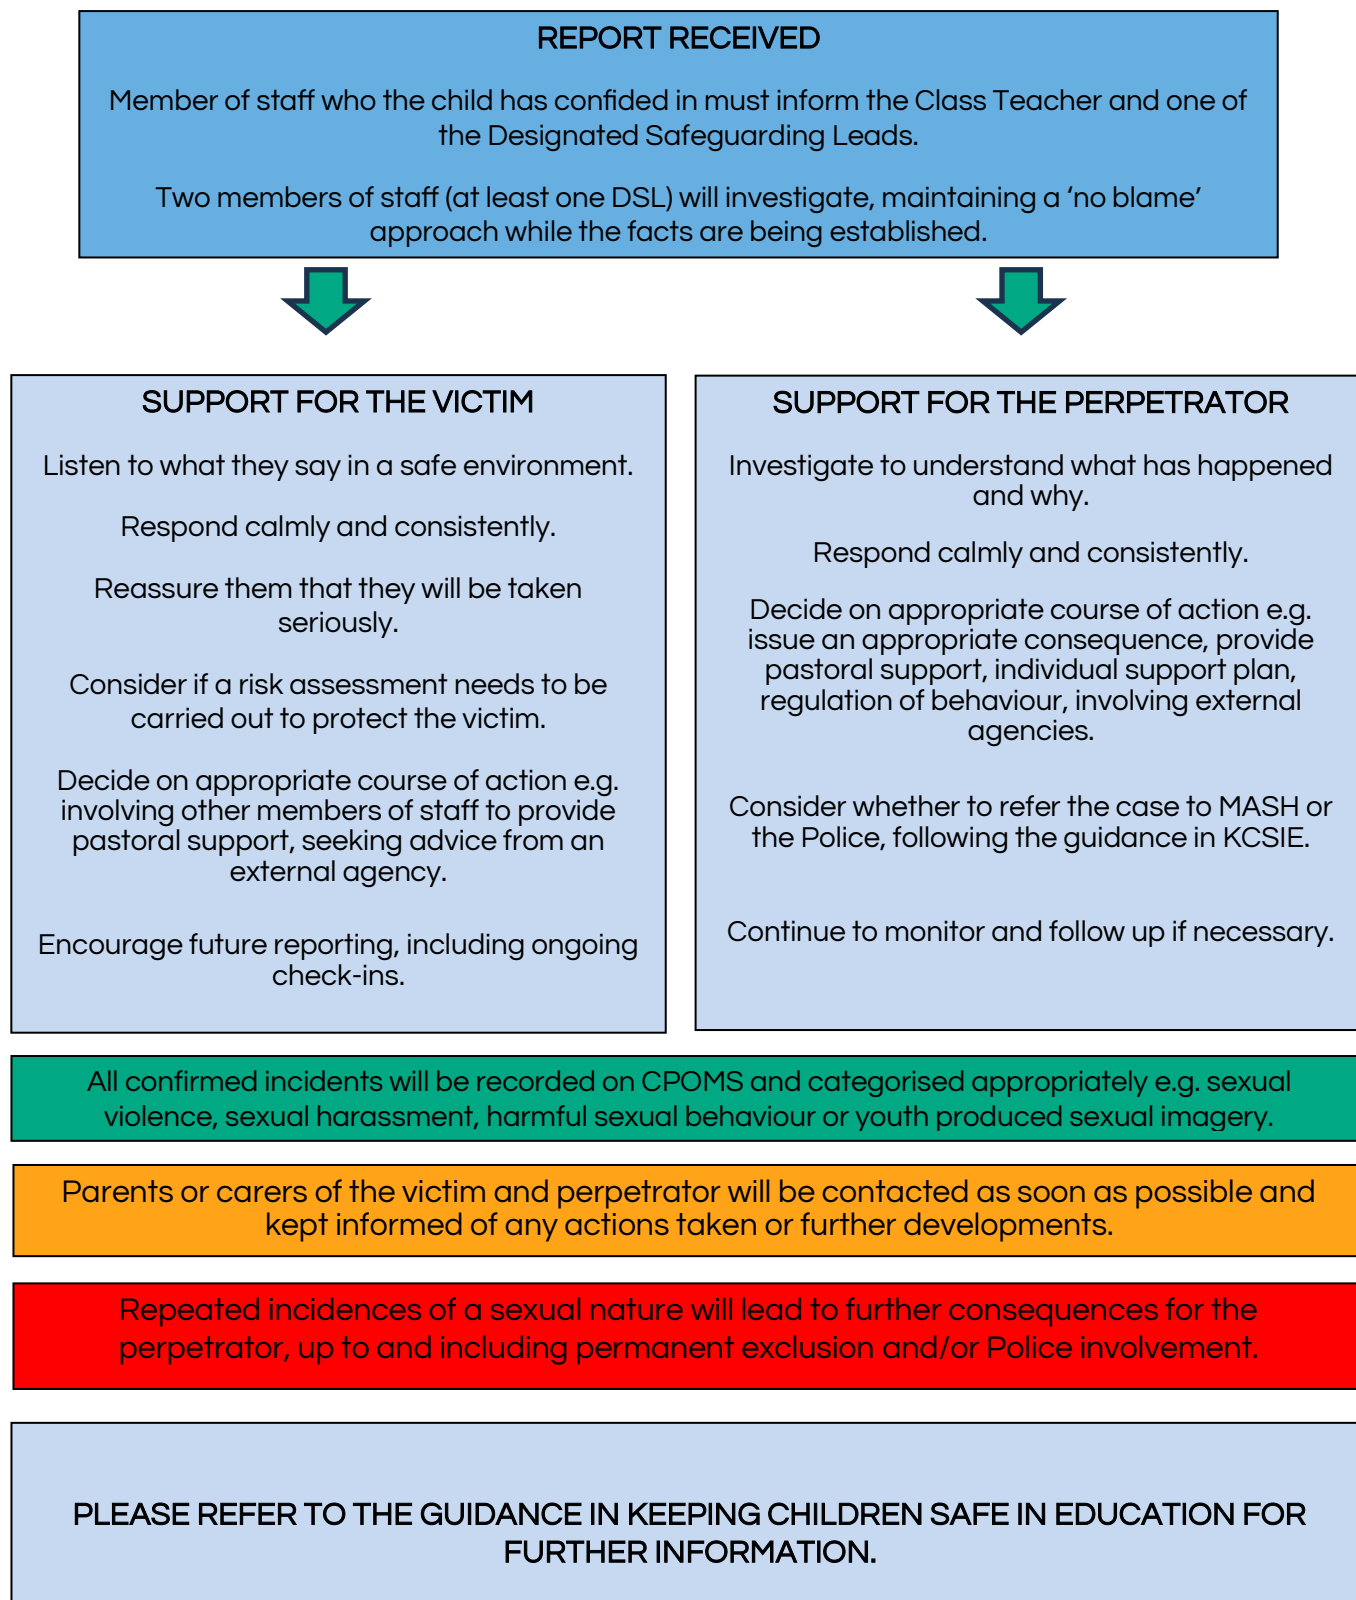 REPORT RECEIVED
Member of staff who the child has confided in must inform the Class Teacher and one of
the Designated Safeguarding Leads.
Two members of staff (at least one DSL) will investigate, maintaining a ‘no blame’
approach while the facts are being established.
SUPPORT FOR THE VICTIM
Listen to what they say in a safe environment.
Respond calmly and consistently.
Reassure them that they will be taken
seriously.
Consider if a risk assessment needs to be
carried out to protect the victim.
Decide on appropriate course of action e.g.
involving other members of staff to provide
pastoral support, seeking advice from an
external agency.
Encourage future reporting, including ongoing
check-ins.
SUPPORT FOR THE PERPETRATOR
Investigate to understand what has happened
and why.
Respond calmly and consistently.
Decide on appropriate course of action e.g.
issue an appropriate consequence, provide
pastoral support, individual support plan,
regulation of behaviour, involving external
agencies.
Consider whether to refer the case to MASH or
the Police, following the guidance in KCSIE.
Continue to monitor and follow up if necessary.
All confirmed incidents will be recorded on CPOMS and categorised appropriately e.g. sexual
violence, sexual harassment, harmful sexual behaviour or youth produced sexual imagery.
Parents or carers of the victim and perpetrator will be contacted as soon as possible and
kept informed of any actions taken or further developments.
Repeated incidences of a sexual nature will lead to further consequences for the
perpetrator, up to and including permanent exclusion and/or Police involvement.
PLEASE REFER TO THE GUIDANCE IN KEEPING CHILDREN SAFE IN EDUCATION FOR
FURTHER INFORMATION.